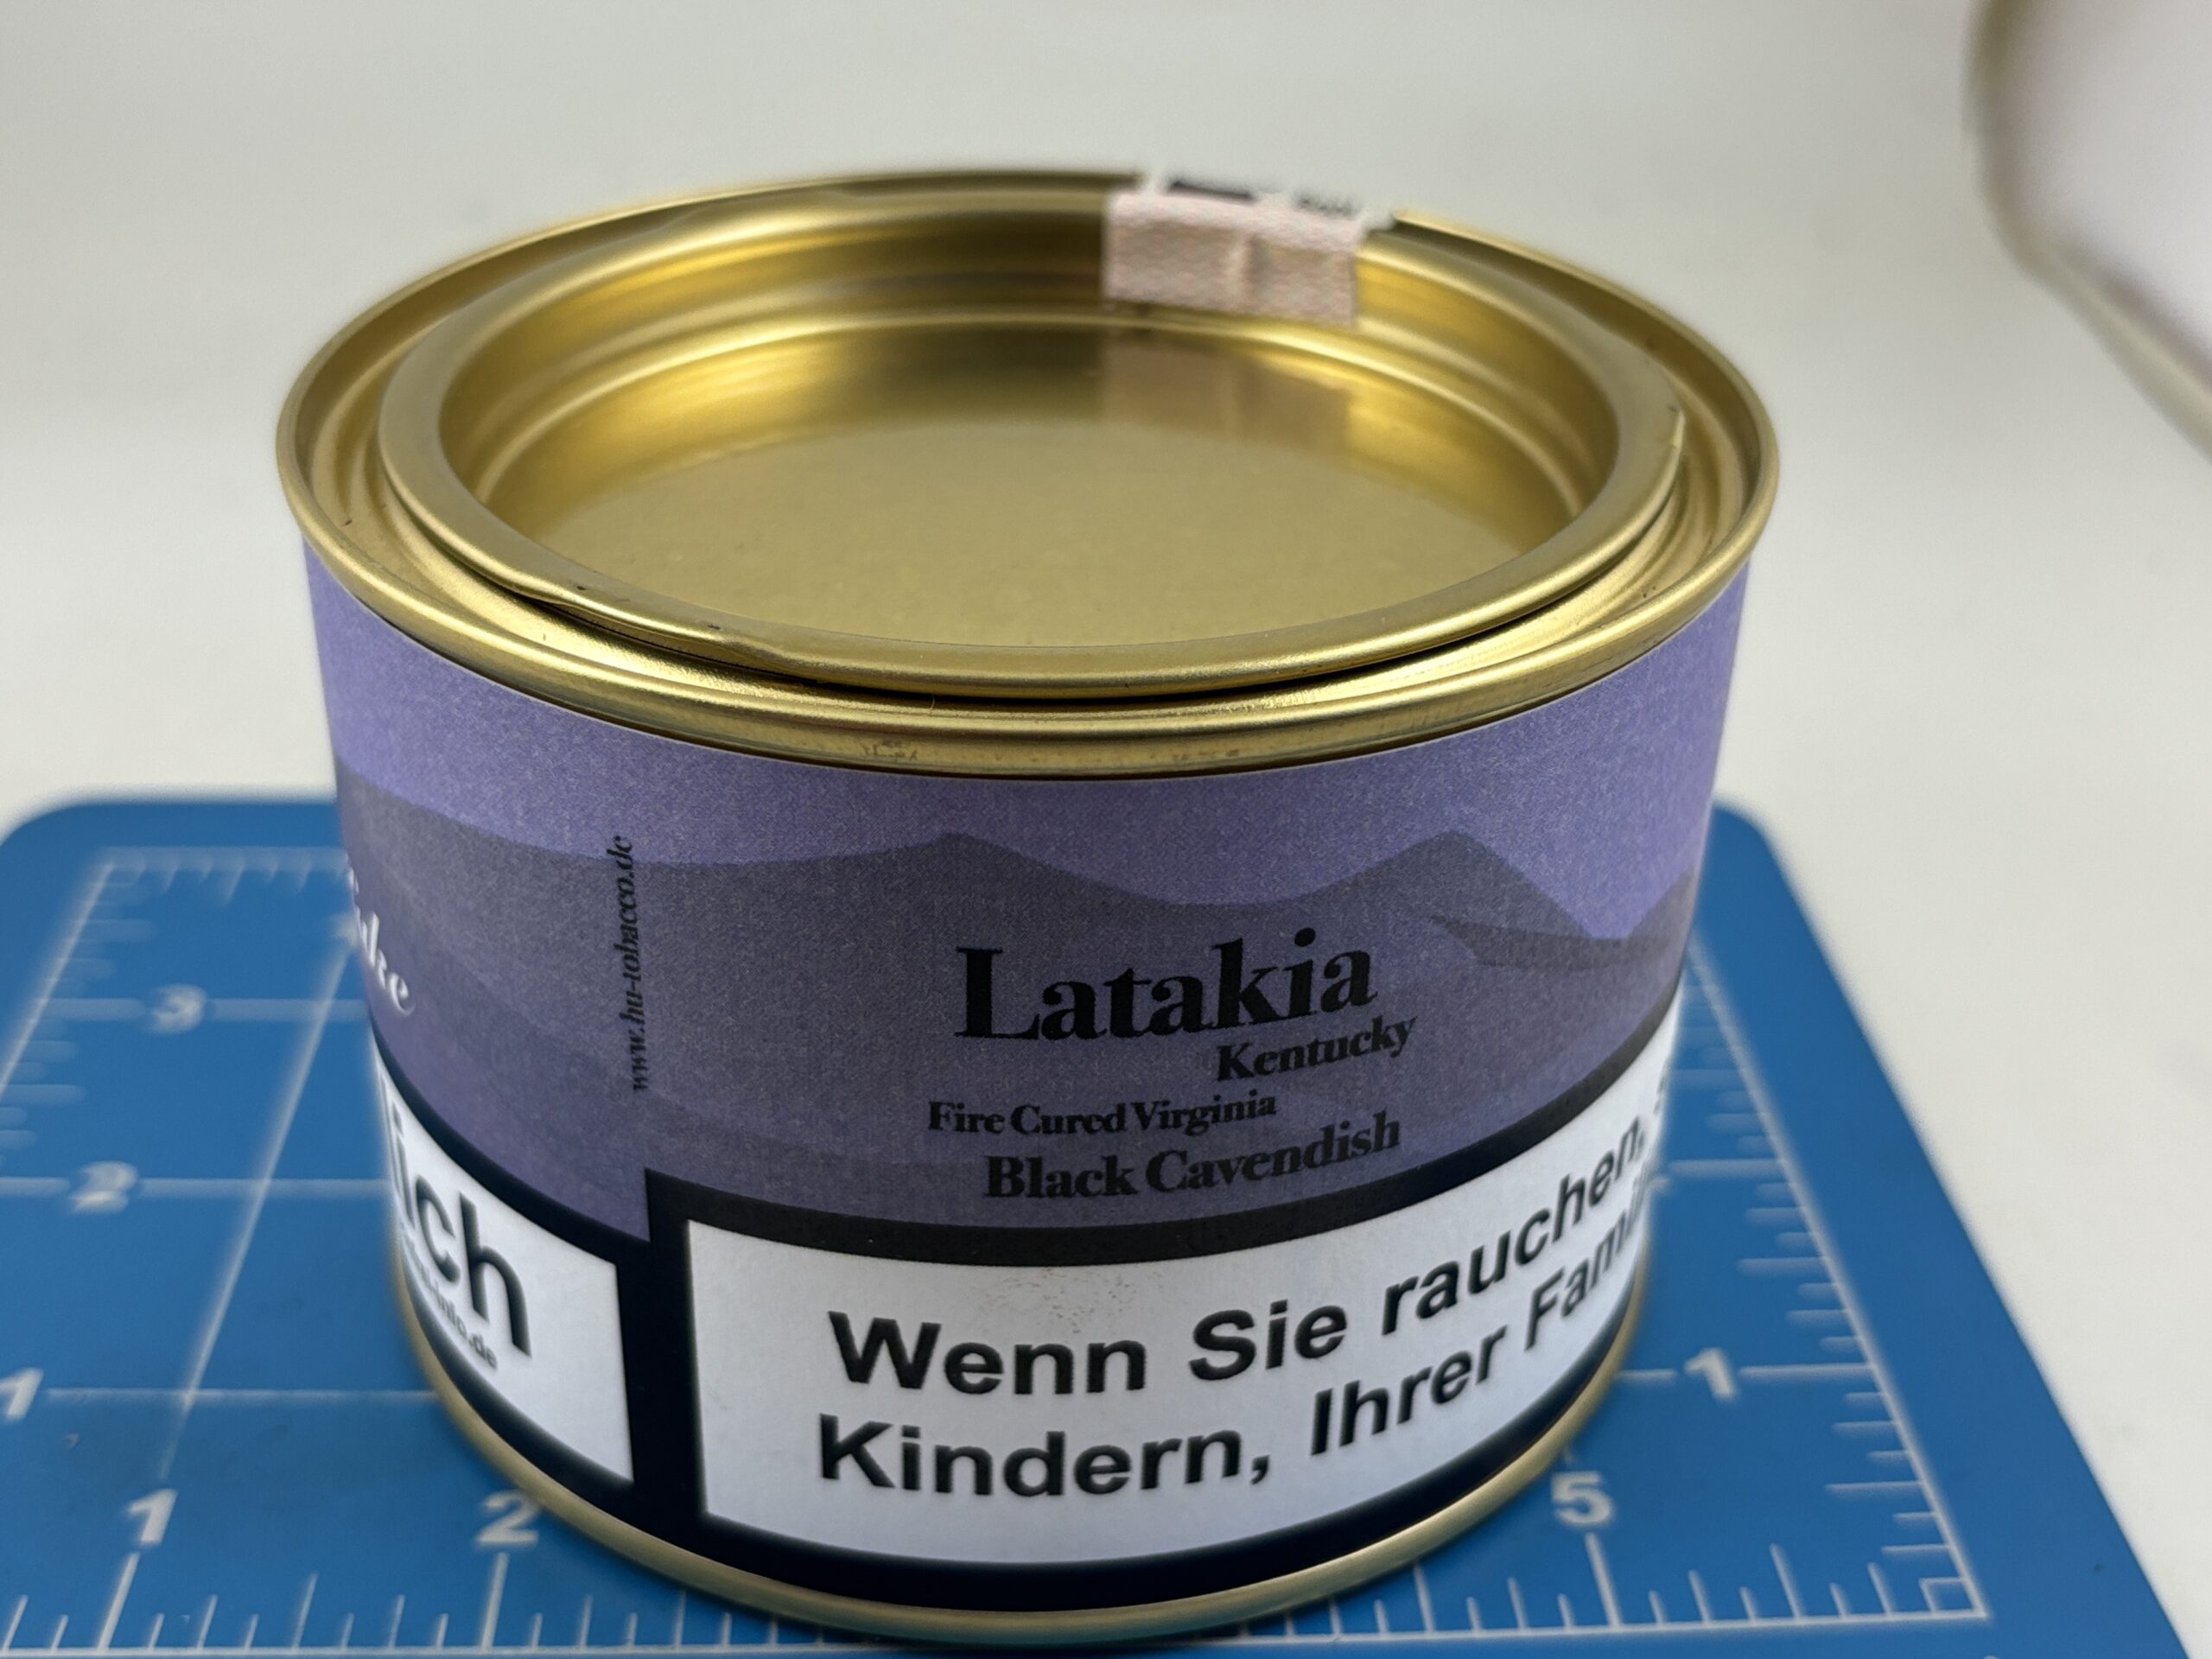 www.hu-tobacco.de
Latakia
Kentucky
Fire Cured Virginia
Black Cavendish
Wenn Sie rauchen,
Kindern, Ihrer
lich
3
2
1
1
2
5
1